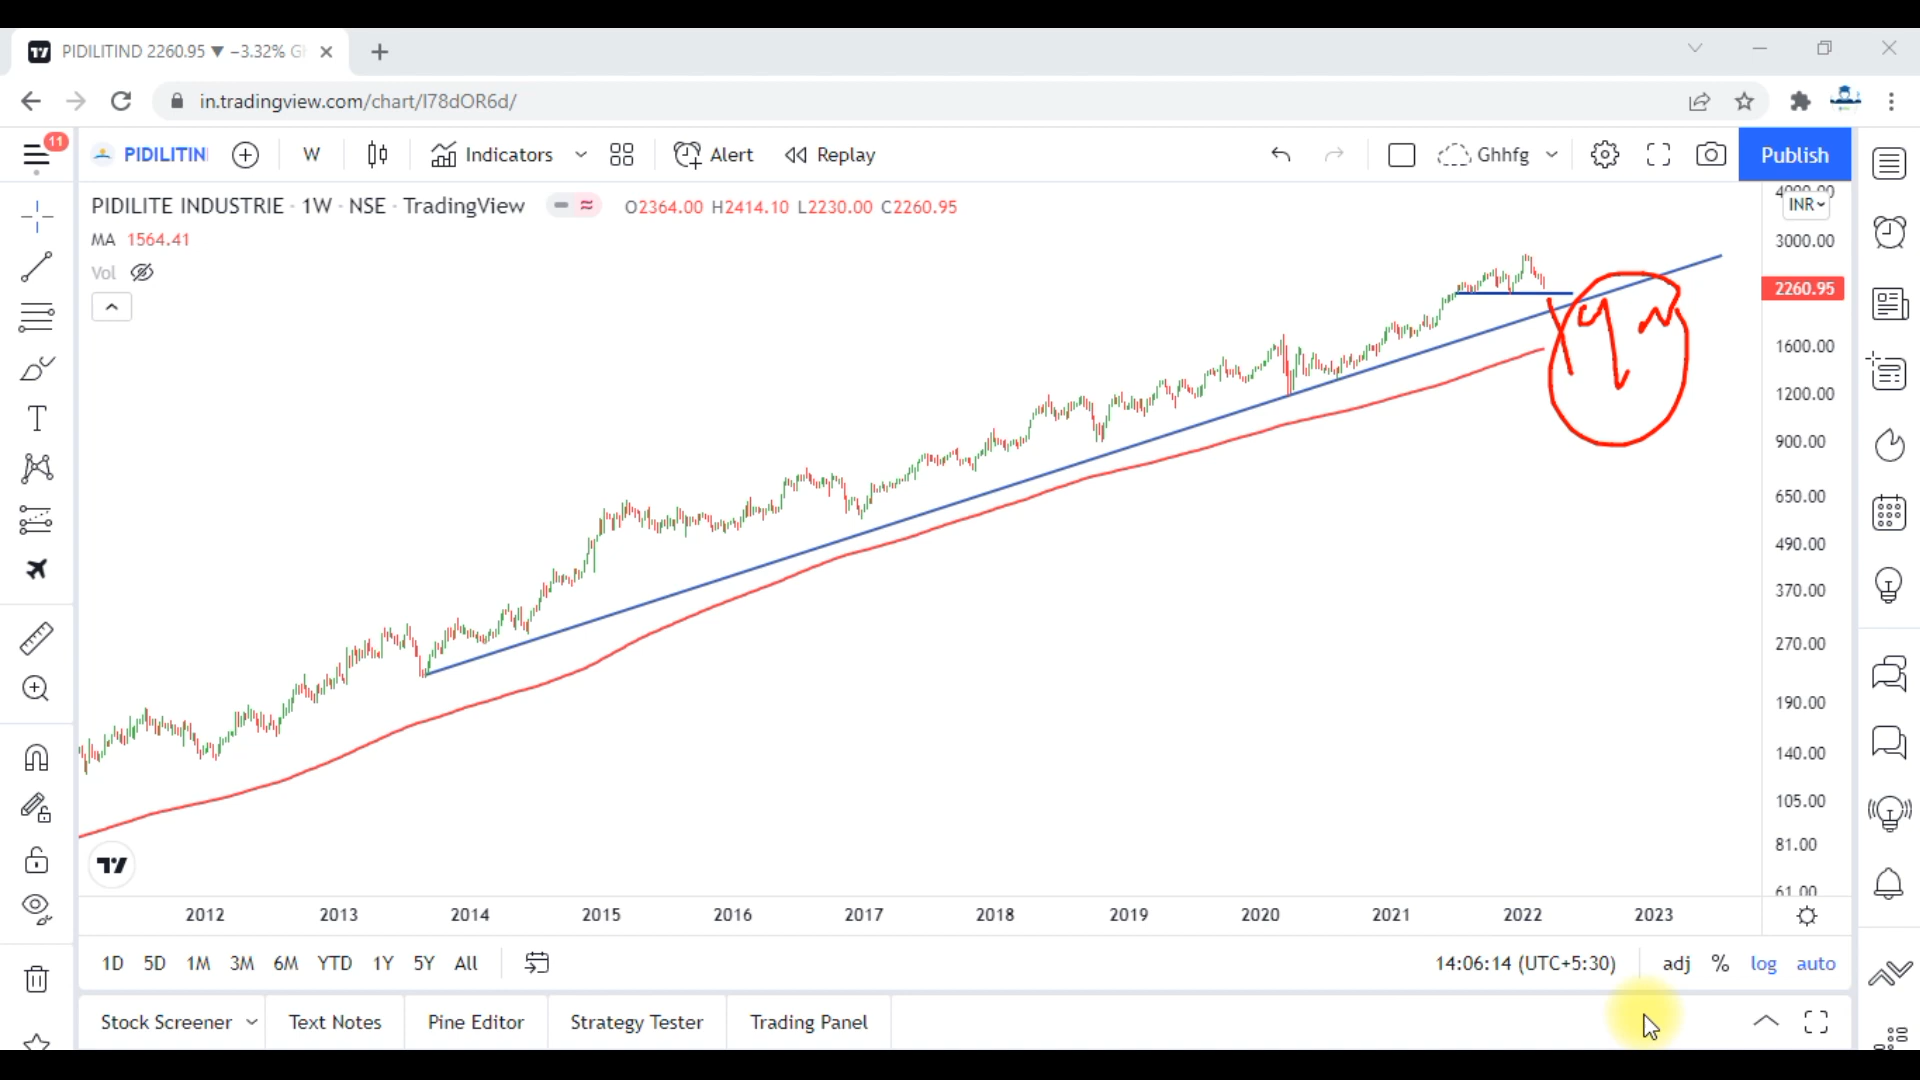 PIDILITIND 2260.95 ▼ −3.32% Gh
in.tradingview.com/chart/I78dOR6d/
11
PIDILITIN
W
Indicators
Alert
Replay
Ghhfg
Publish
PIDILITE INDUSTRIE · 1W · NSE · TradingView
O2364.00 H2414.10 L2230.00 C2260.95
MA 1564.41
Vol
4000.00
INR
3000.00
2260.95
1600.00
1200.00
900.00
650.00
490.00
370.00
270.00
190.00
140.00
105.00
81.00
61.00
2012 2013 2014 2015 2016 2017 2018 2019 2020 2021 2022 2023
1D 5D 1M 3M 6M YTD 1Y 5Y All
14:06:14 (UTC+5:30)
adj % log auto
Stock Screener Text Notes Pine Editor Strategy Tester Trading Panel